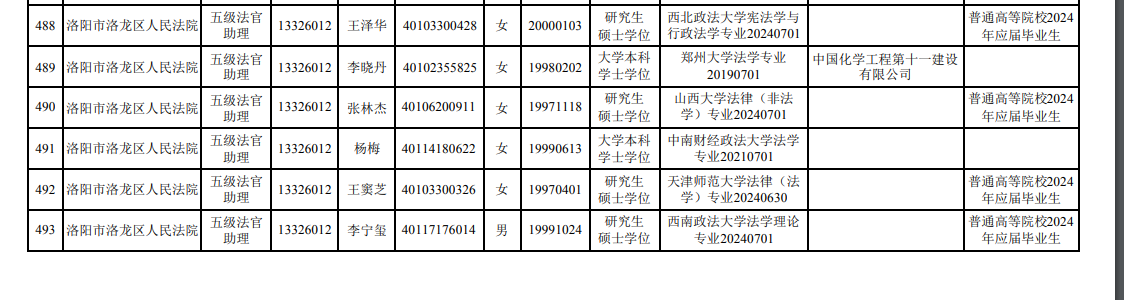 488 洛阳市洛龙区人民法院 五级法官助理 13326012 王泽华 40103300428 女 20000103 研究生硕士学位 西北政法大学宪法学与行政法学专业20240701 普通高等院校2024年应届毕业生
489 洛阳市洛龙区人民法院 五级法官助理 13326012 李晓丹 40102355825 女 19980202 大学本科学士学位 郑州大学法学专业20190701 中国化学工程第十一建设有限公司
490 洛阳市洛龙区人民法院 五级法官助理 13326012 张林杰 40106200911 女 19971118 研究生硕士学位 山西大学法律（非法学）专业20240701 普通高等院校2024年应届毕业生
491 洛阳市洛龙区人民法院 五级法官助理 13326012 杨梅 40114180622 女 19990613 大学本科学士学位 中南财经政法大学法学专业20210701
492 洛阳市洛龙区人民法院 五级法官助理 13326012 王窦芝 40103300326 女 19970401 研究生硕士学位 天津师范大学法律（法学）专业20240630 普通高等院校2024年应届毕业生
493 洛阳市洛龙区人民法院 五级法官助理 13326012 李宁玺 40117176014 男 19991024 研究生硕士学位 西南政法大学法学理论专业20240701 普通高等院校2024年应届毕业生